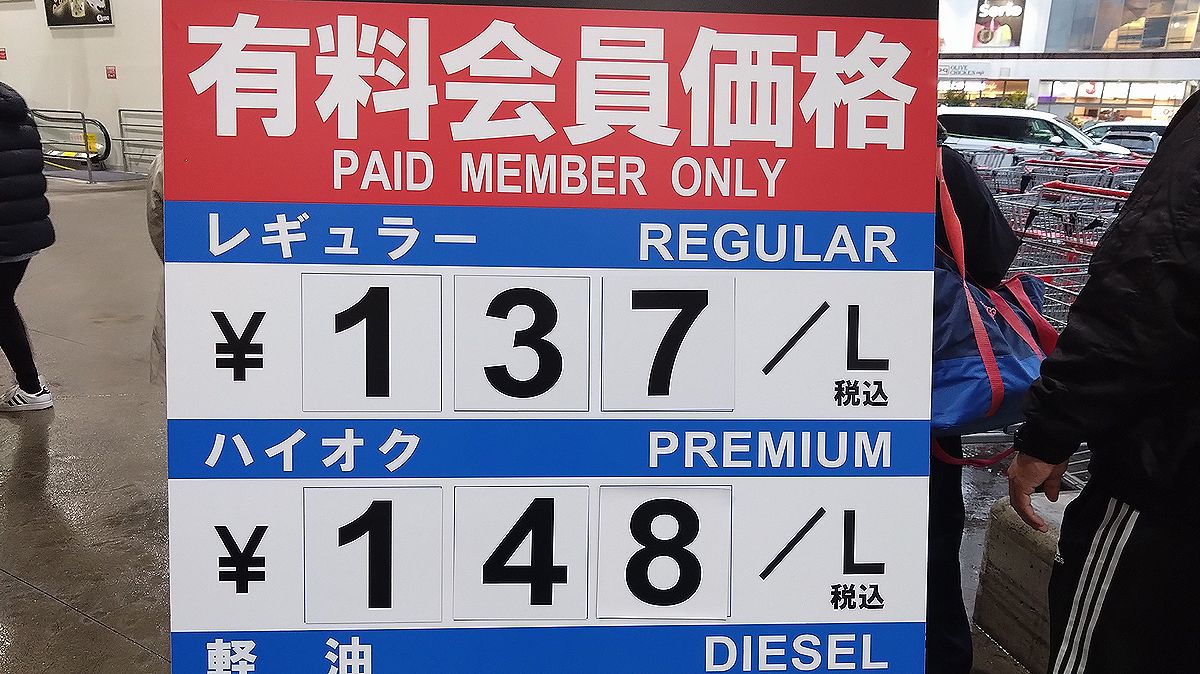 有料会員価格
PAID MEMBER ONLY
レギュラー REGULAR
¥ 137 /L
税込
ハイオク PREMIUM
¥ 148 /L
税込
軽油 DIESEL